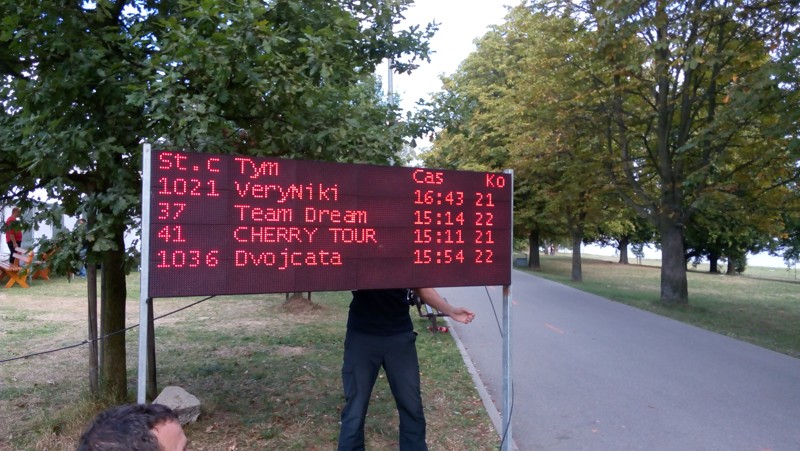 St.c Tym Cas Ko
1021 VeryNiki 16:43 21
37 Team Dream 15:14 22
41 CHERRY TOUR 15:11 21
1036 Dvojcata 15:54 22